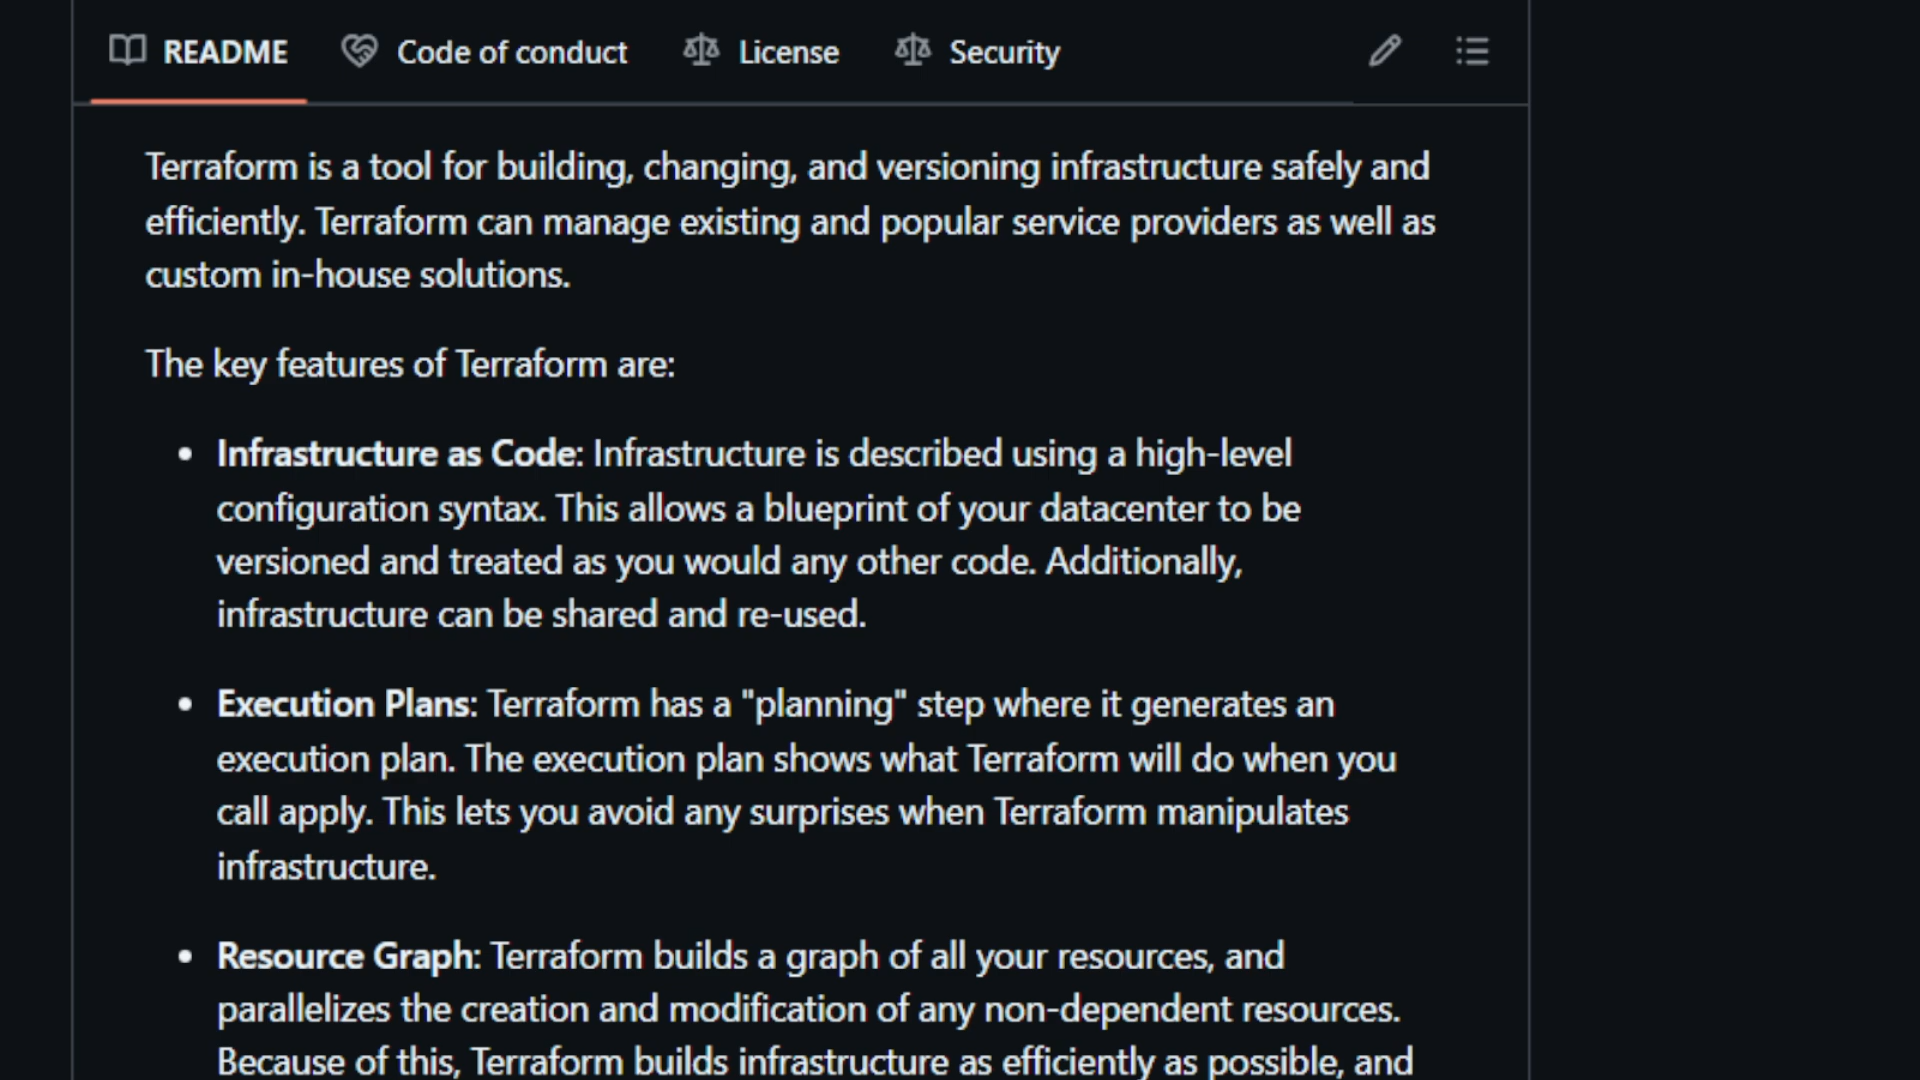 README Code of conduct License Security
Terraform is a tool for building, changing, and versioning infrastructure safely and
efficiently. Terraform can manage existing and popular service providers as well as
custom in-house solutions.
The key features of Terraform are:
• Infrastructure as Code: Infrastructure is described using a high-level
configuration syntax. This allows a blueprint of your datacenter to be
versioned and treated as you would any other code. Additionally,
infrastructure can be shared and re-used.
• Execution Plans: Terraform has a "planning" step where it generates an
execution plan. The execution plan shows what Terraform will do when you
call apply. This lets you avoid any surprises when Terraform manipulates
infrastructure.
• Resource Graph: Terraform builds a graph of all your resources, and
parallelizes the creation and modification of any non-dependent resources.
Because of this, Terraform builds infrastructure as efficiently as possible, and